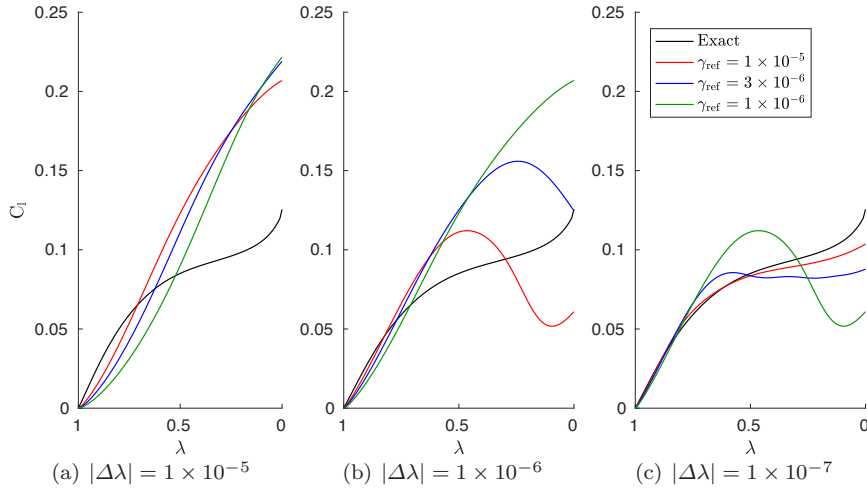 0.25
0.2
0.15
0.1
0.05
0
C_l
1
0.5
0
λ
(a) |Δλ| = 1 × 10⁻⁵
0.25
0.2
0.15
0.1
0.05
0
1
0.5
0
λ
(b) |Δλ| = 1 × 10⁻⁶
0.25
0.2
0.15
0.1
0.05
0
1
0.5
0
λ
(c) |Δλ| = 1 × 10⁻⁷
Exact
γ_ref = 1 × 10⁻⁵
γ_ref = 3 × 10⁻⁶
γ_ref = 1 × 10⁻⁶